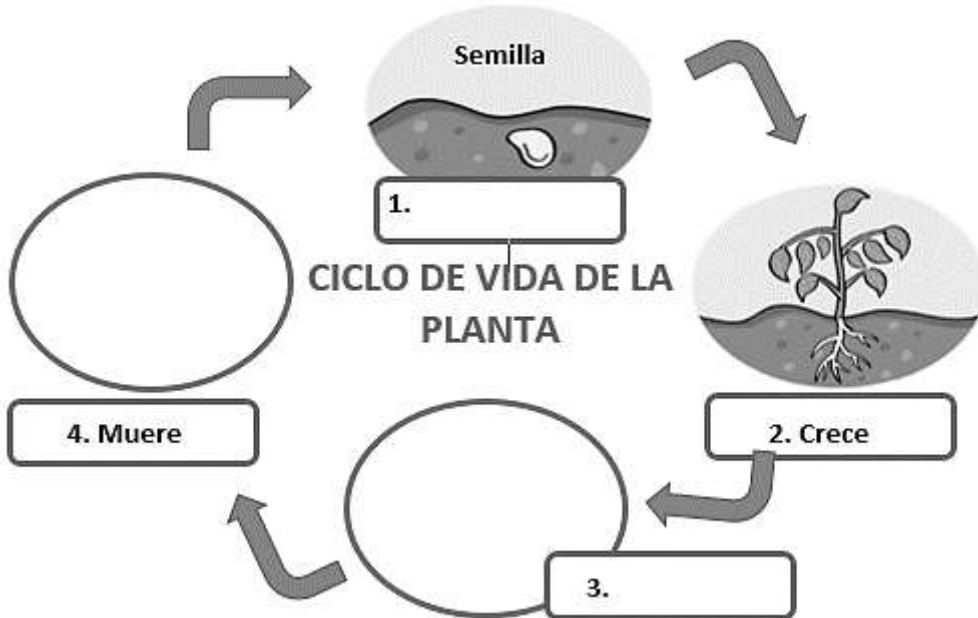 Semilla
1.
CICLO DE VIDA DE LA
PLANTA
2. Crece
3.
4. Muere